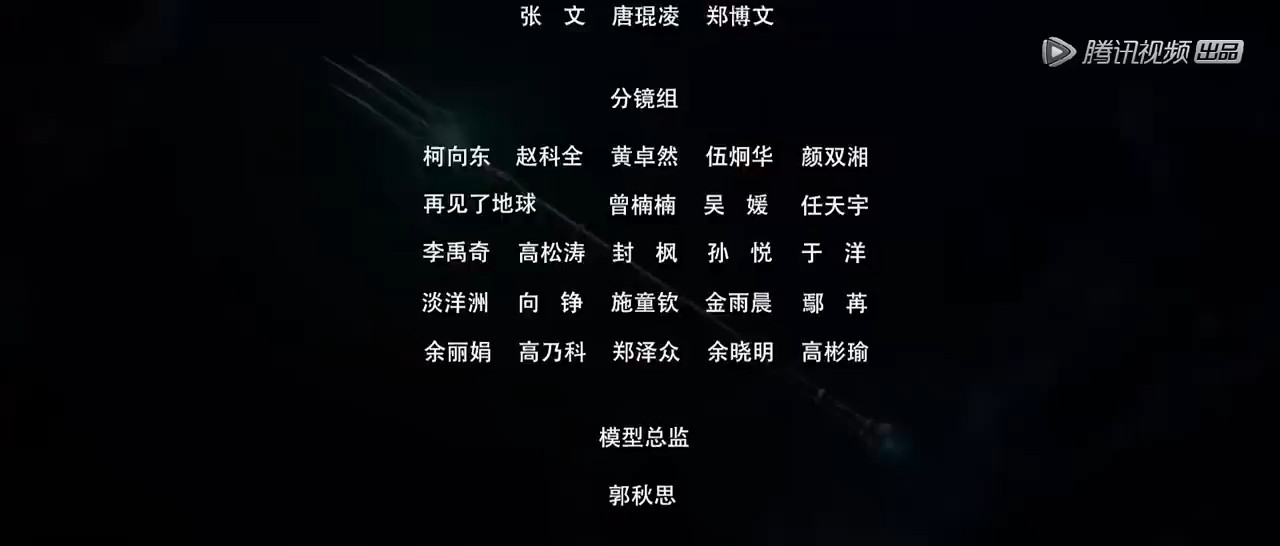 张 文 唐琨凌 郑博文
腾讯视频 出品
分镜组
柯向东 赵科全 黄卓然 伍炯华 颜双湘
再见了地球 曾楠楠 吴 媛 任天宇
李禹奇 高松涛 封 枫 孙 悦 于 洋
淡洋洲 向 铮 施童钦 金雨晨 鄢 苒
余丽娟 高乃科 郑泽众 余晓明 高彬瑜
模型总监
郭秋思